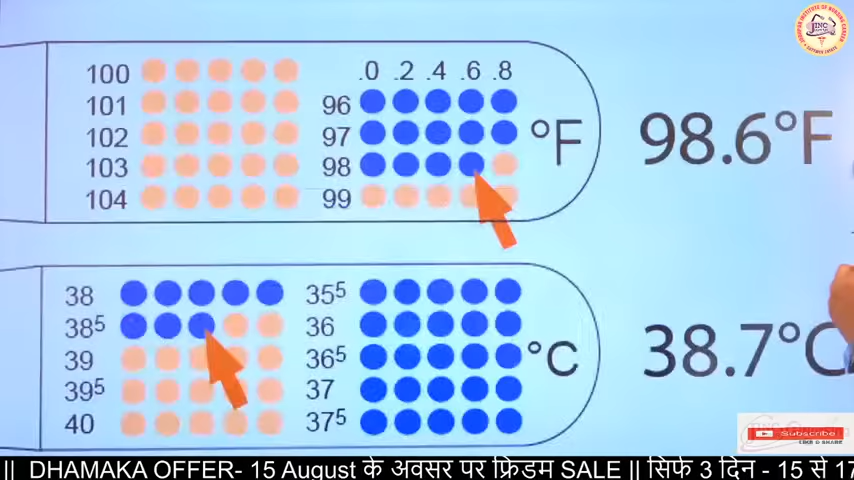 100
101
102
103
104
.0 .2 .4 .6 .8
96
97
98
99
°F
98.6°F
38
38⁵
39
39⁵
40
35⁵
36
36⁵
37
37⁵
°C
38.7°C
Subscribe
LIKE & SHARE
|| DHAMAKA OFFER- 15 August के अवसर पर फ्रिडम SALE || सिर्फ 3 दिन - 15 से 17